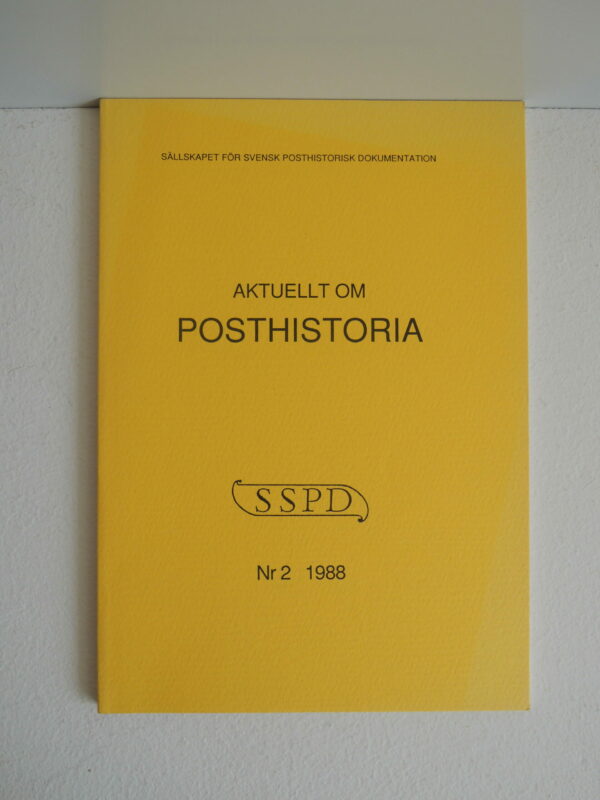 SÄLLSKAPET FÖR SVENSK POSTHISTORISK DOKUMENTATION
AKTUELLT OM
POSTHISTORIA
SSPD
Nr 2 1988